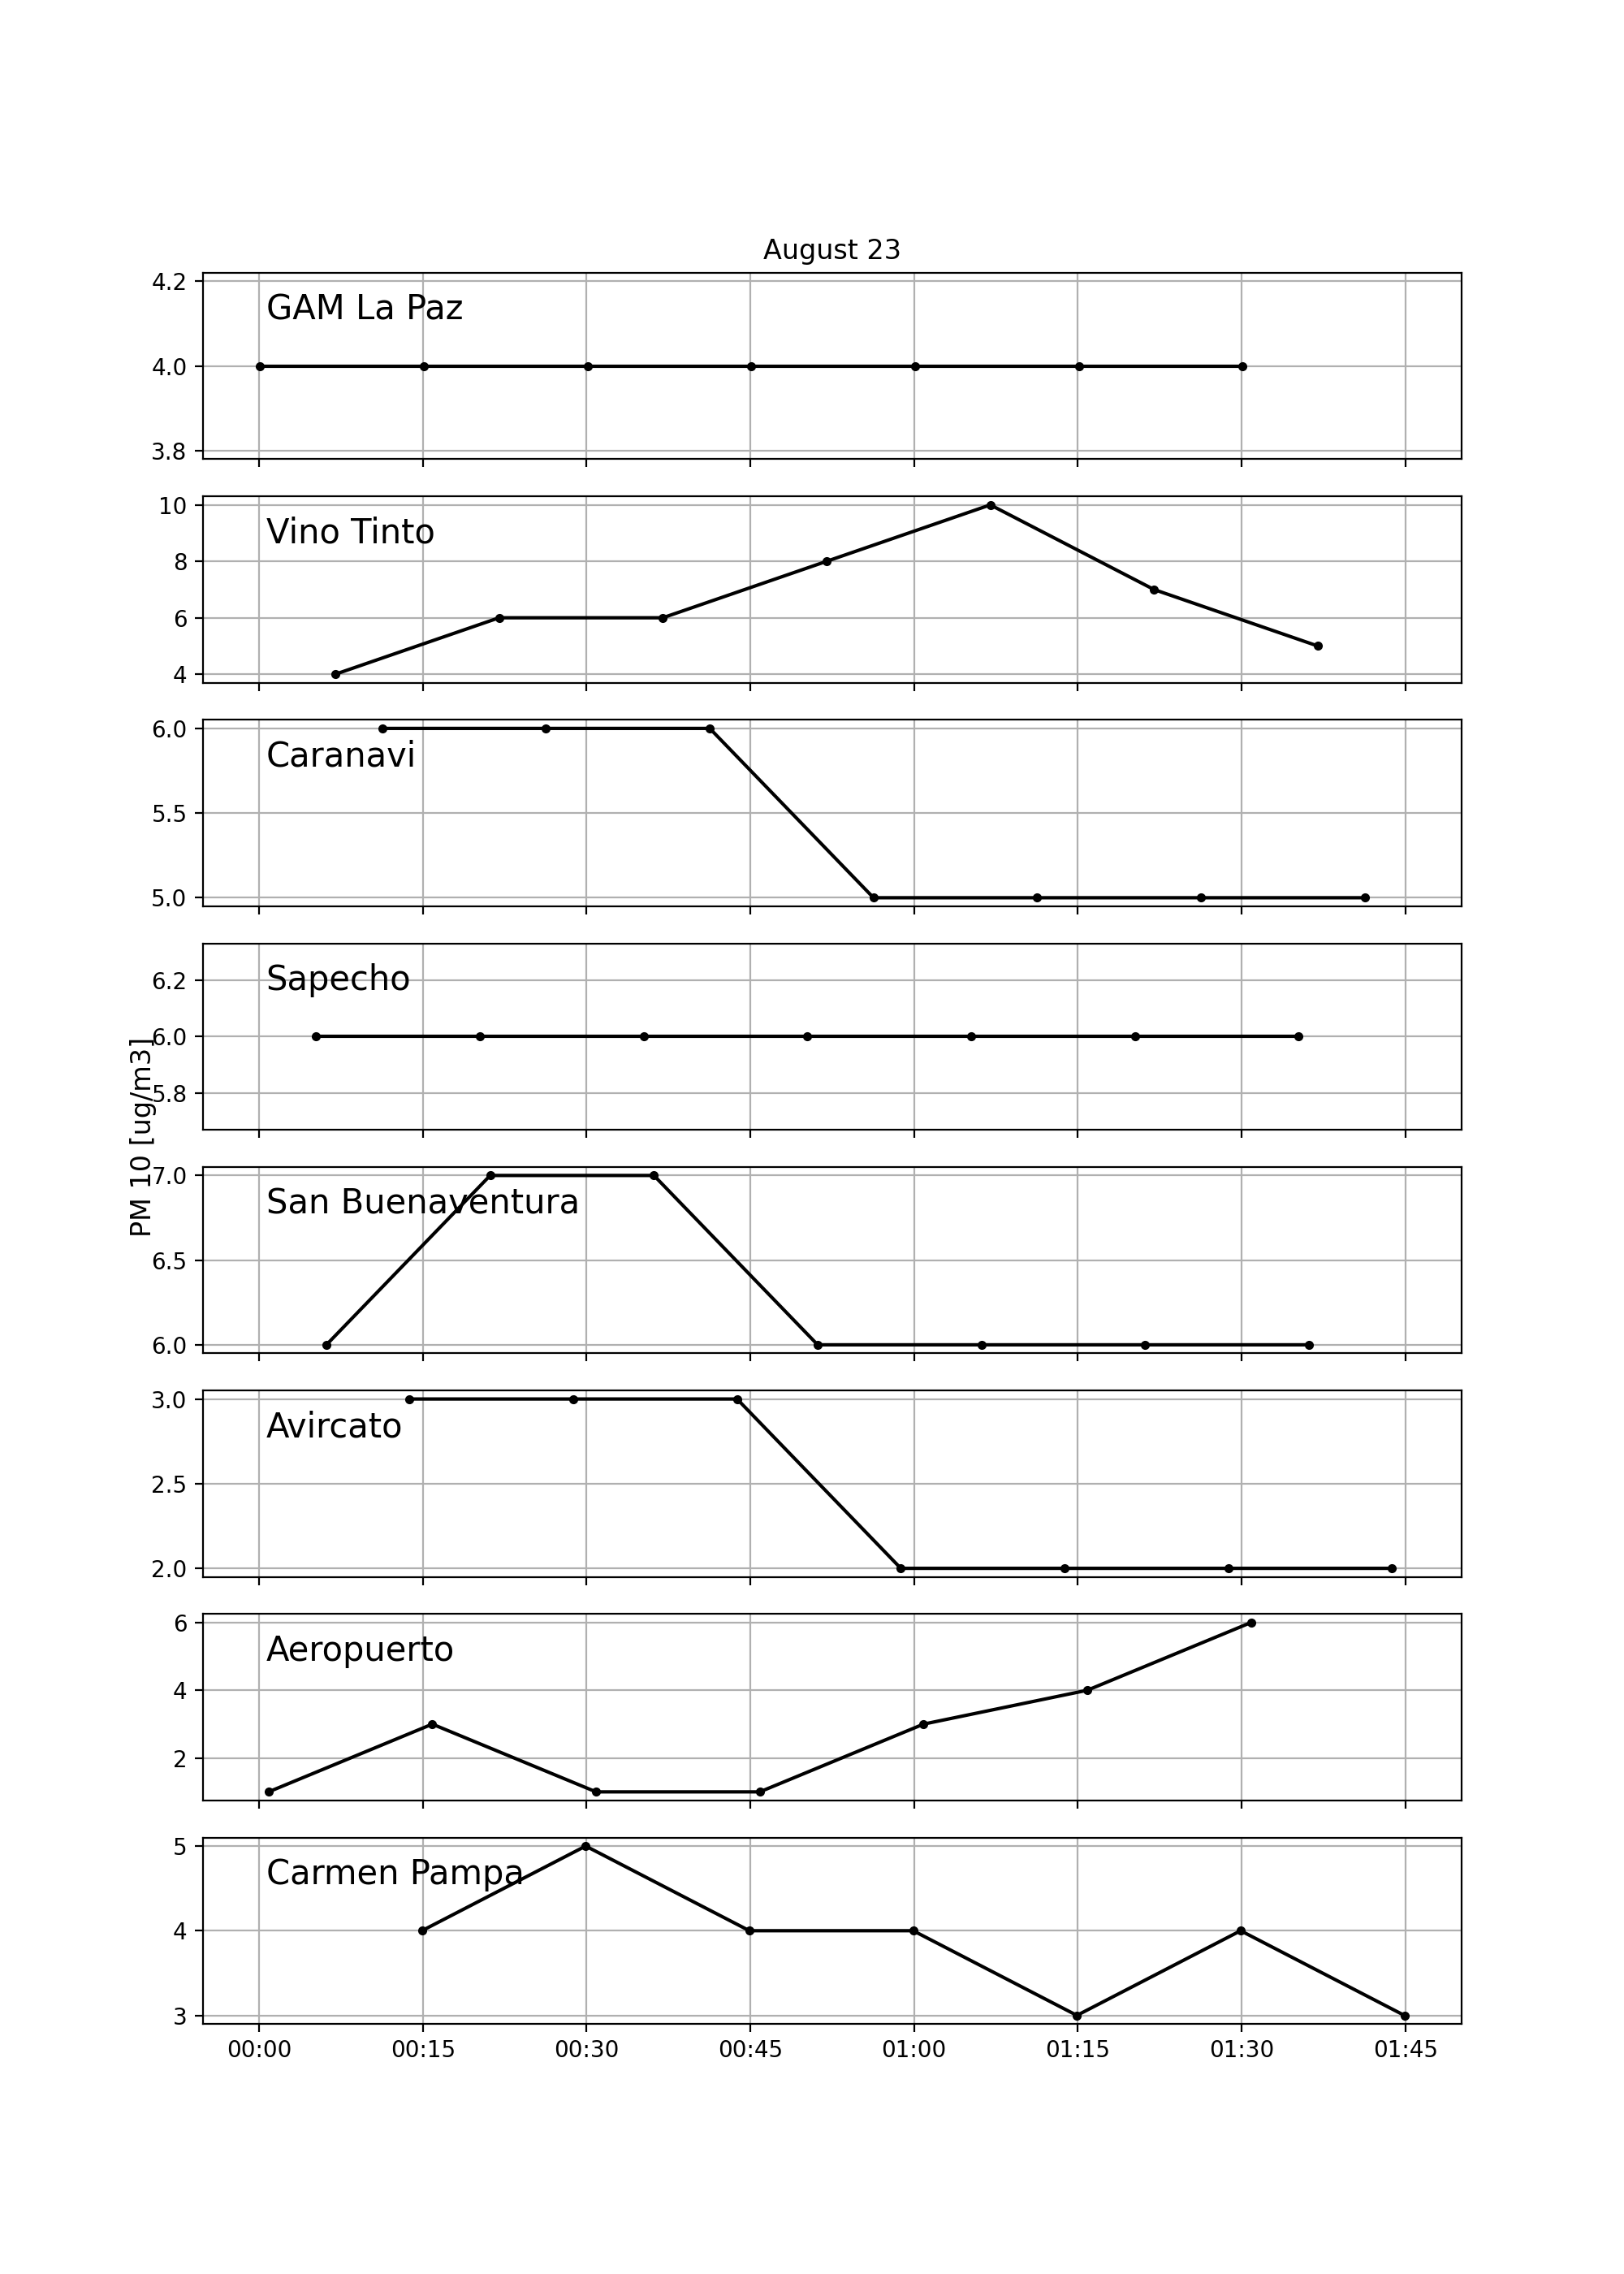 August 23
4.2
GAM La Paz
4.0
3.8
10
Vino Tinto
8
6
4
6.0
Caranavi
5.5
5.0
6.2
Sapecho
6.0
5.8
PM 10 [ug/m3]
7.0
San Buenaventura
6.5
6.0
3.0
Avircato
2.5
2.0
6
Aeropuerto
4
2
5
Carmen Pampa
4
3
00:00 00:15 00:30 00:45 01:00 01:15 01:30 01:45